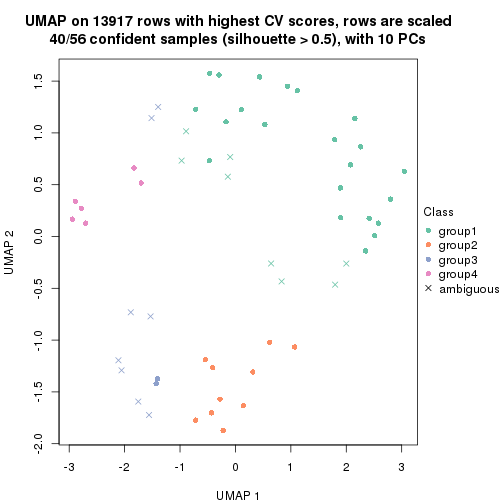 UMAP on 13917 rows with highest CV scores, rows are scaled
40/56 confident samples (silhouette > 0.5), with 10 PCs
1.5
1.0
0.5
0.0
-0.5
-1.0
-1.5
-2.0
UMAP 2
-3
-2
-1
0
1
2
3
UMAP 1
Class
group1
group2
group3
group4
ambiguous